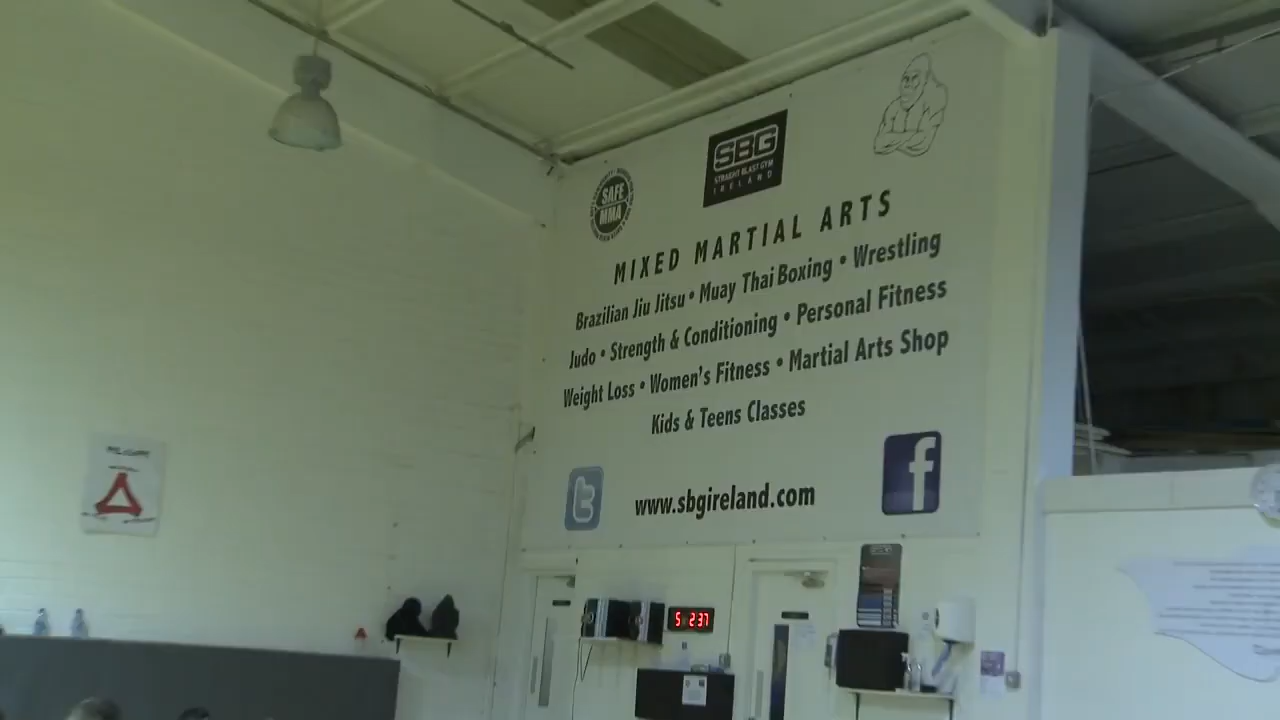 SBG
STRAIGHT BLAST GYM
IRELAND
SAFE
MMA
MIXED MARTIAL ARTS
Brazilian Jiu Jitsu • Muay Thai Boxing • Wrestling
Judo • Strength & Conditioning • Personal Fitness
Weight Loss • Women's Fitness • Martial Arts Shop
Kids & Teens Classes
t
f
www.sbgireland.com
5 2:37